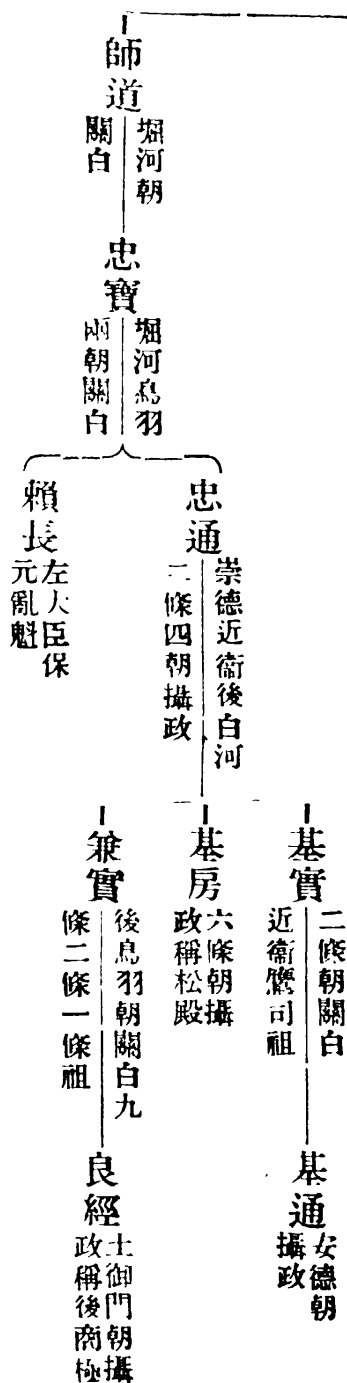 師道
堀河朝
關白
忠寶
堀河鳥羽
兩朝關白
忠通
崇德近衛後白河
二條四朝攝政
賴長
左大臣保
元亂魁
基實
二條朝關白
近衛鷹司祖
基通
安德朝
攝政
基房
六條朝攝
政稱松殿
兼實
後鳥羽朝關白九
條二條一條祖
良經
土御門朝攝
政稱後商極